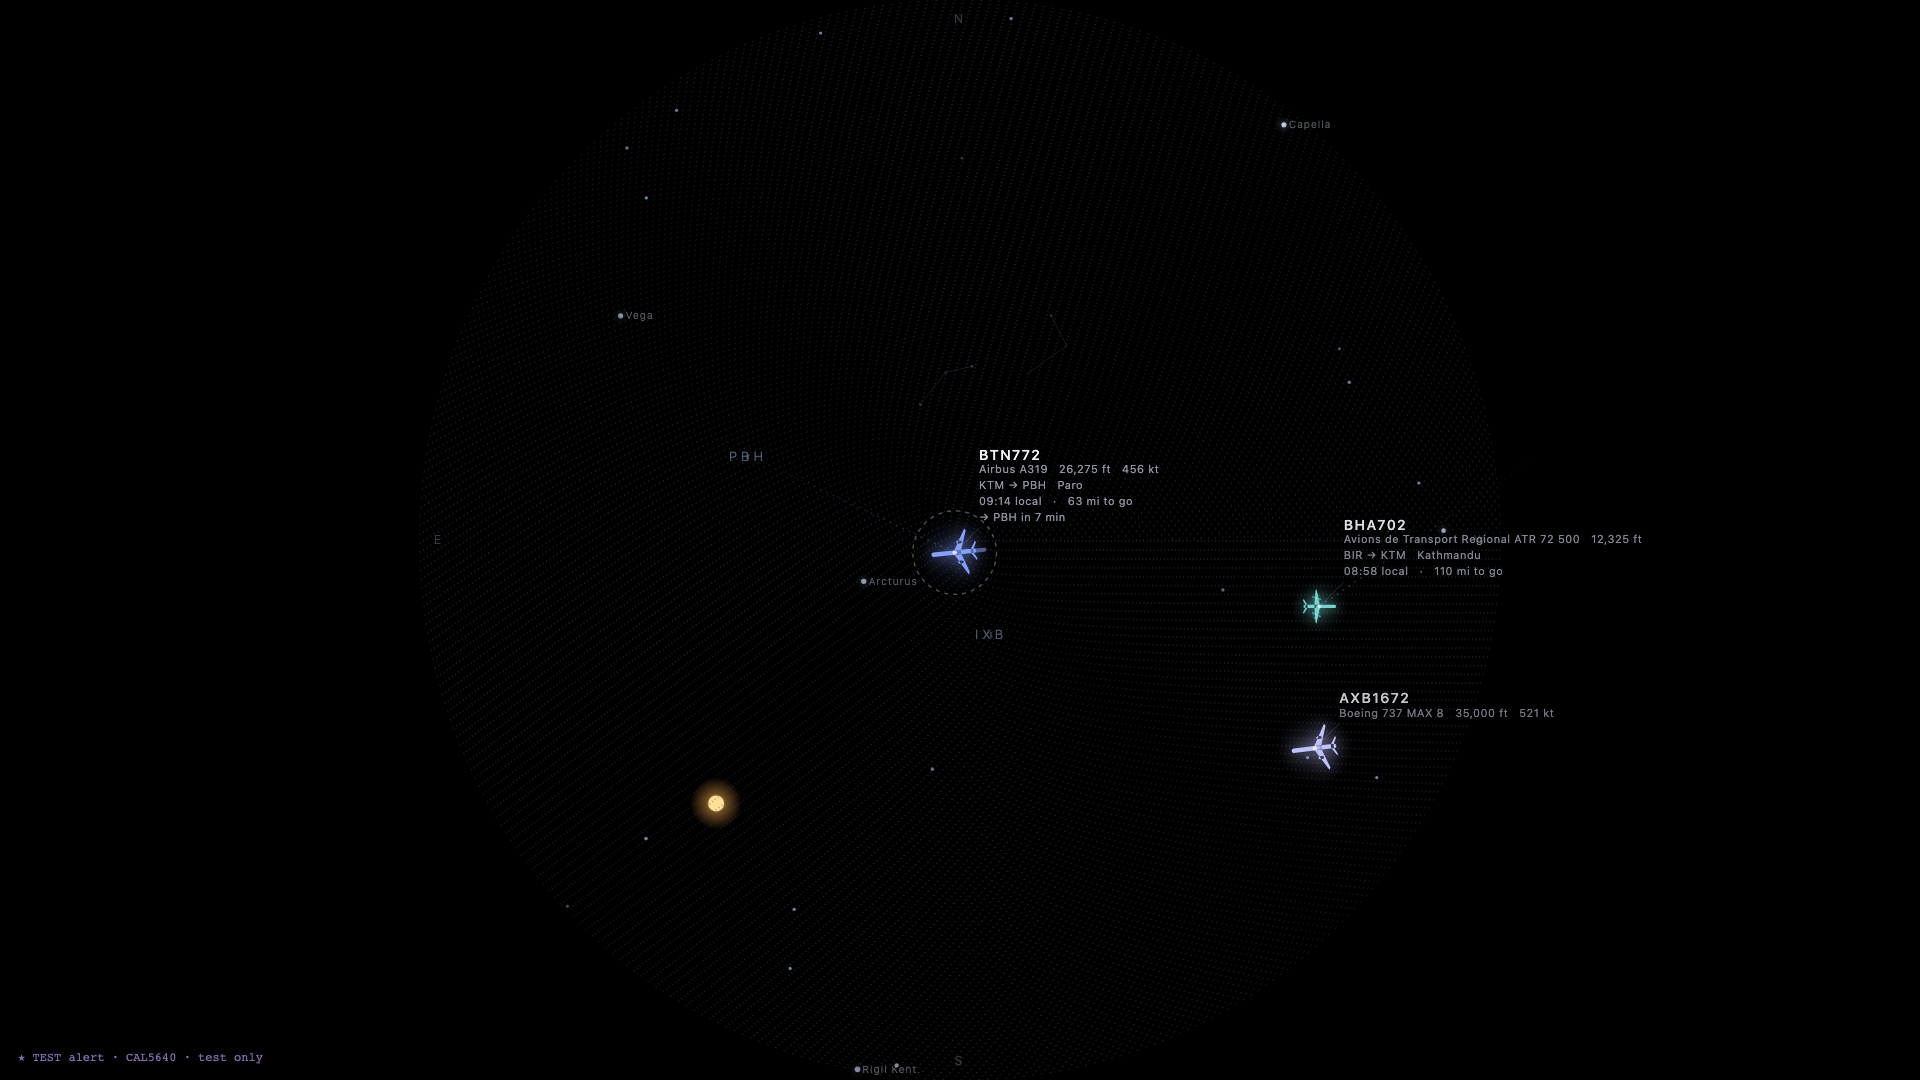 N
Capella
Vega
PBH
BTN772
Airbus A319 26,275 ft 456 kt
KTM → PBH Paro
09:14 local · 63 mi to go
→ PBH in 7 min
BHA702
Avions de Transport Regional ATR 72 500 12,325 ft
BIR → KTM Kathmandu
08:58 local · 110 mi to go
E
Arcturus
IXB
AXB1672
Boeing 737 MAX 8 35,000 ft 521 kt
★ TEST alert · CAL5640 · test only
S
Rigil Kent.